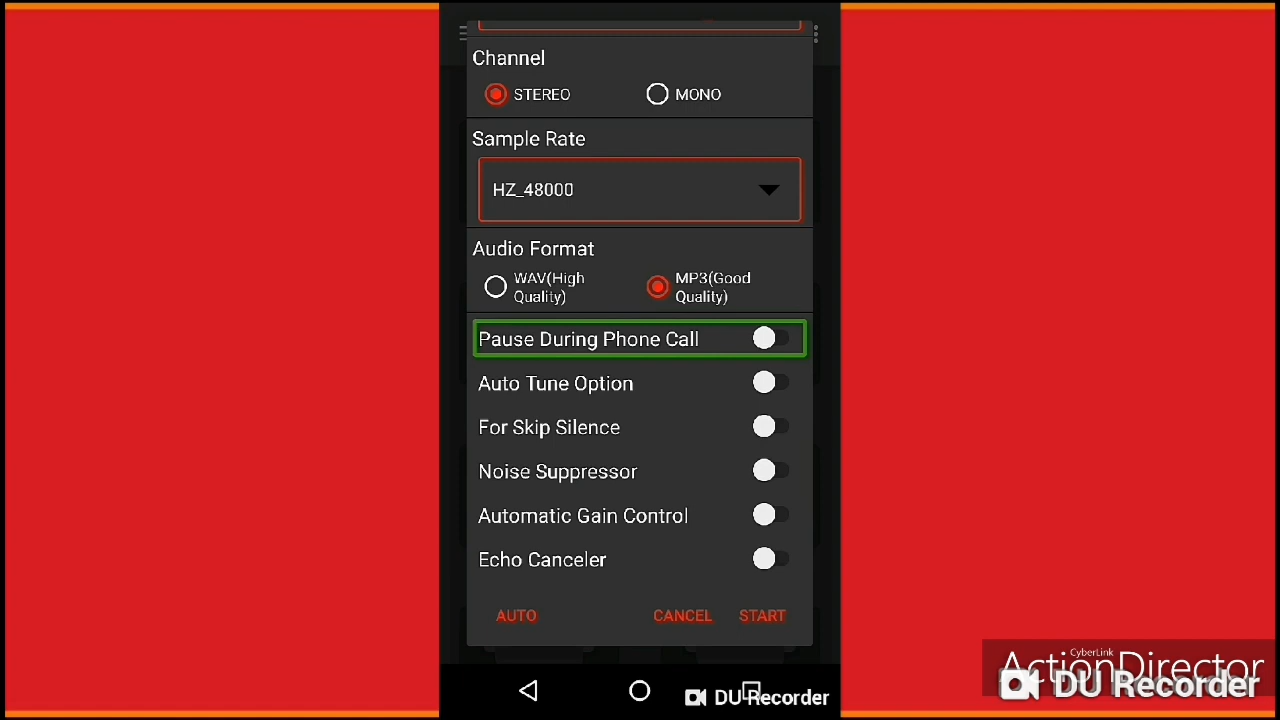 Channel
STEREO MONO
Sample Rate
HZ_48000
Audio Format
WAV(High Quality) MP3(Good Quality)
Pause During Phone Call
Auto Tune Option
For Skip Silence
Noise Suppressor
Automatic Gain Control
Echo Canceler
AUTO CANCEL START
DU Recorder
CyberLink
ActionDirector
DU Recorder